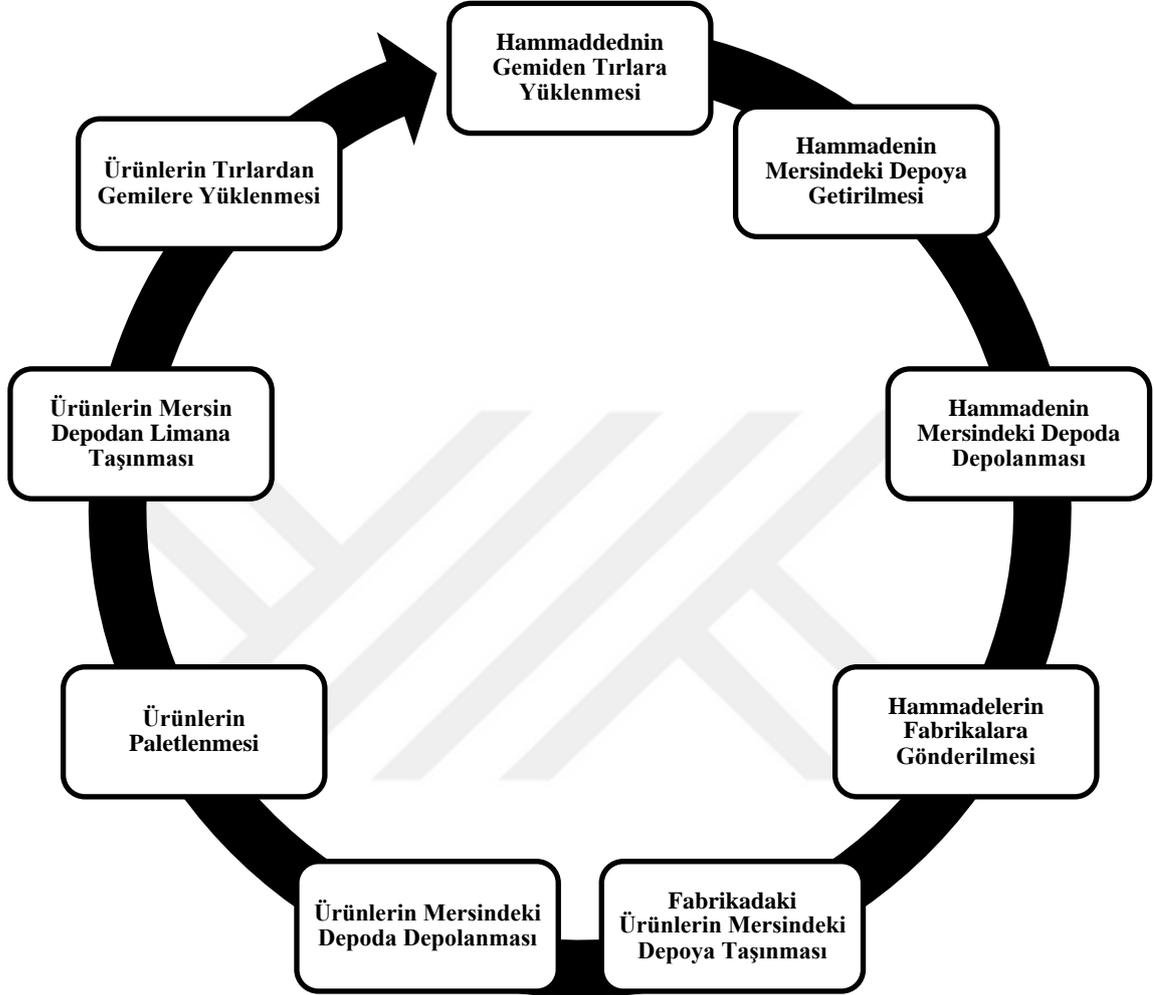 Hammaddednin
Gemiden Tırlara
Yüklenmesi
Hammadenin
Mersindeki Depoya
Getirilmesi
Hammadenin
Mersindeki Depoda
Depolanması
Hammadelerin
Fabrikalara
Gönderilmesi
Fabrikadaki
Ürünlerin Mersindeki
Depoya Taşınması
Ürünlerin Mersindeki
Depoda Depolanması
Ürünlerin
Paletlenmesi
Ürünlerin Mersin
Depodan Limana
Taşınması
Ürünlerin Tırlardan
Gemilere Yüklenmesi